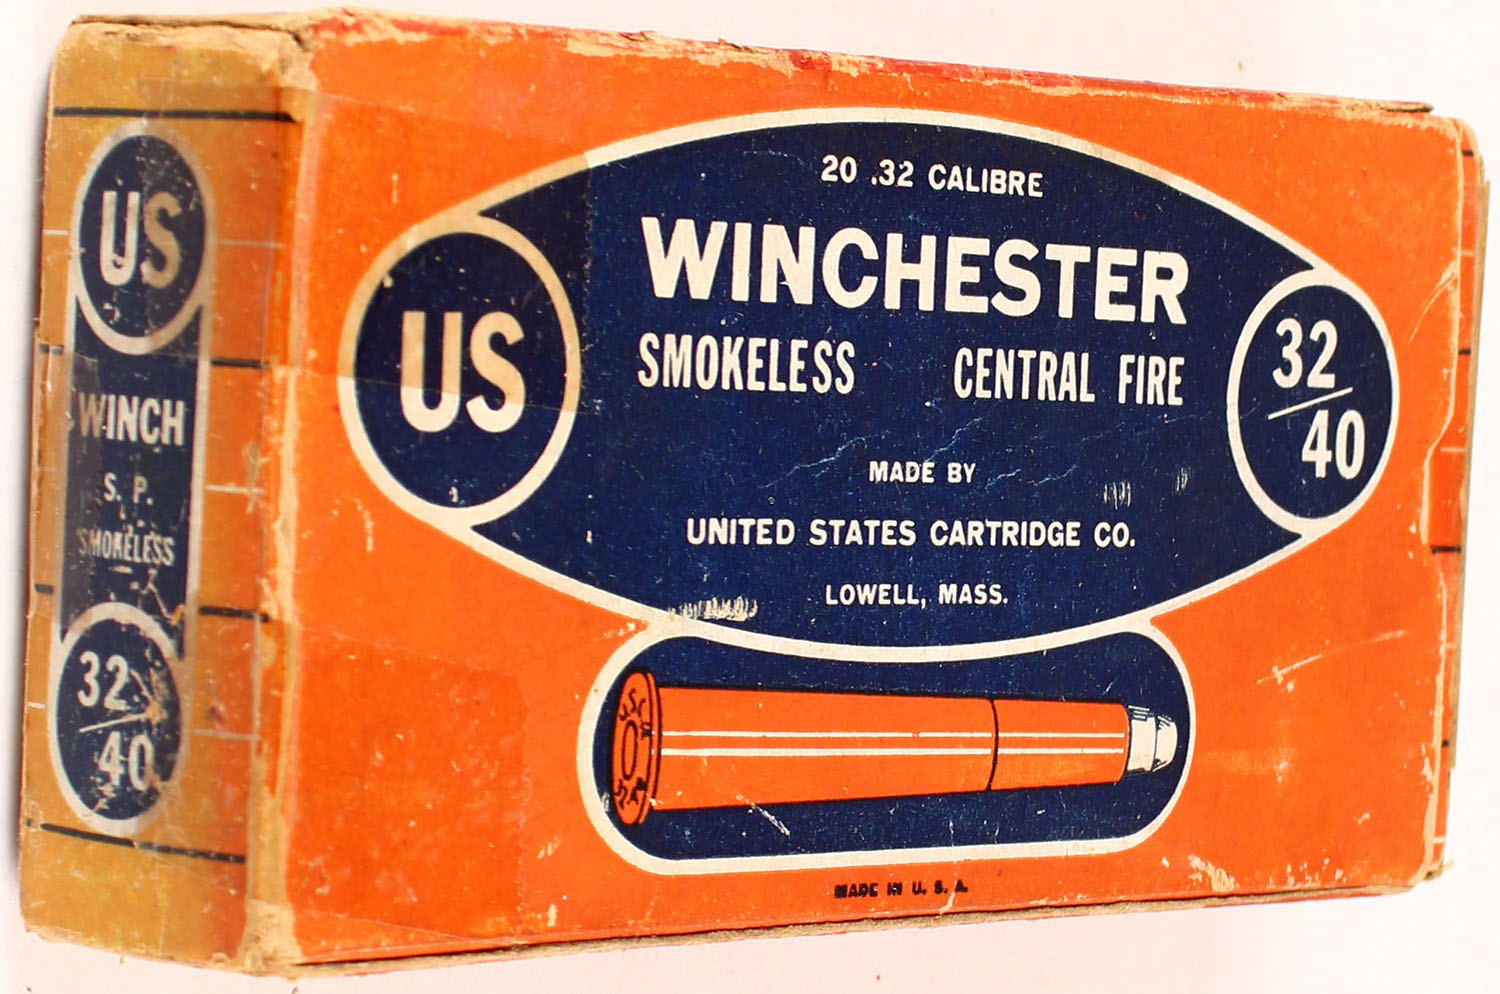 US
WINCH
S. P.
SMOKELESS
32/40
20 .32 CALIBRE
WINCHESTER
SMOKELESS CENTRAL FIRE
US
32/40
MADE BY
UNITED STATES CARTRIDGE CO.
LOWELL, MASS.
MADE IN U. S. A.